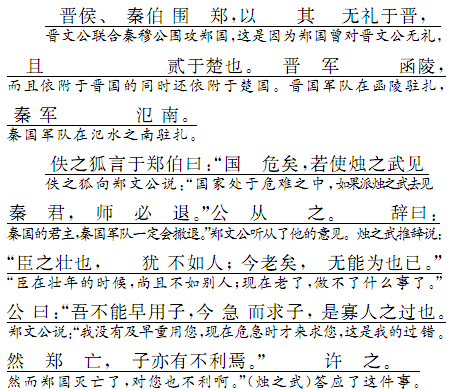 晋侯、秦伯围郑，以其无礼于晋，
晋文公联合秦穆公围攻郑国，这是因为郑国曾对晋文公无礼，
且贰于楚也。晋军函陵，
而且依附于晋国的同时还依附于楚国。晋国军队在函陵驻扎，
秦军氾南。
秦国军队在氾水之南驻扎。
佚之狐言于郑伯曰：“国危矣，若使烛之武见
佚之狐向郑文公说：“国家处于危难之中，如果派烛之武去见
秦君，师必退。”公从之。辞曰：
秦国的君主，秦国军队一定会撤退。”郑文公听从了他的意见。烛之武推辞说：
“臣之壮也，犹不如人；今老矣，无能为也已。”
“臣在壮年的时候，尚且不如别人；现在老了，做不了什么事了。”
公曰：“吾不能早用子，今急而求子，是寡人之过也。
郑文公说：“我没有及早重用您，现在危急时才来求您，这是我的过错。
然郑亡，子亦有不利焉。”许之。
然而郑国灭亡了，对您也不利啊。”（烛之武）答应了这件事。